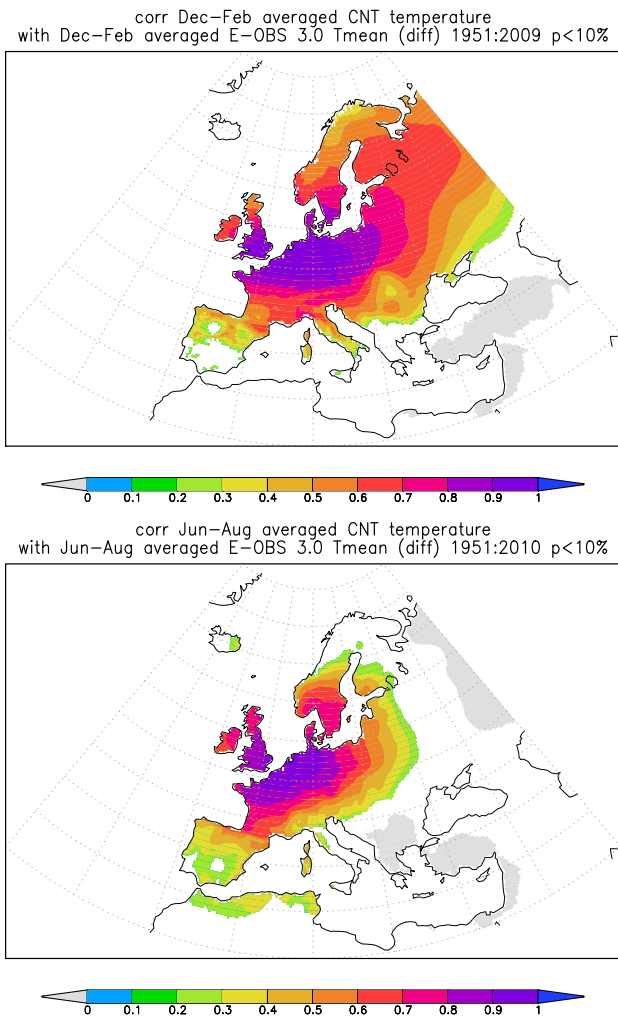 corr Dec-Feb averaged CNT temperature
with Dec-Feb averaged E-OBS 3.0 Tmean (diff) 1951:2009 p<10%
0 0.1 0.2 0.3 0.4 0.5 0.6 0.7 0.8 0.9 1
corr Jun-Aug averaged CNT temperature
with Jun-Aug averaged E-OBS 3.0 Tmean (diff) 1951:2010 p<10%
0 0.1 0.2 0.3 0.4 0.5 0.6 0.7 0.8 0.9 1